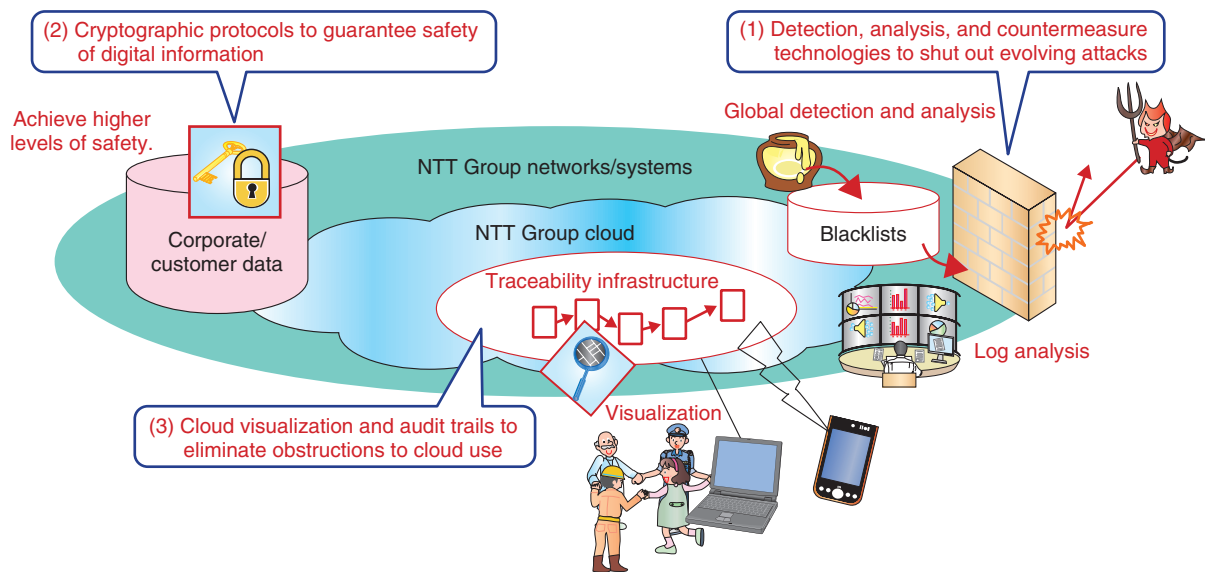 (2) Cryptographic protocols to guarantee safety
of digital information
(1) Detection, analysis, and countermeasure
technologies to shut out evolving attacks
Achieve higher
levels of safety.
Global detection and analysis
NTT Group networks/systems
Corporate/
customer data
NTT Group cloud
Blacklists
Traceability infrastructure
Log analysis
(3) Cloud visualization and audit trails to
eliminate obstructions to cloud use
Visualization